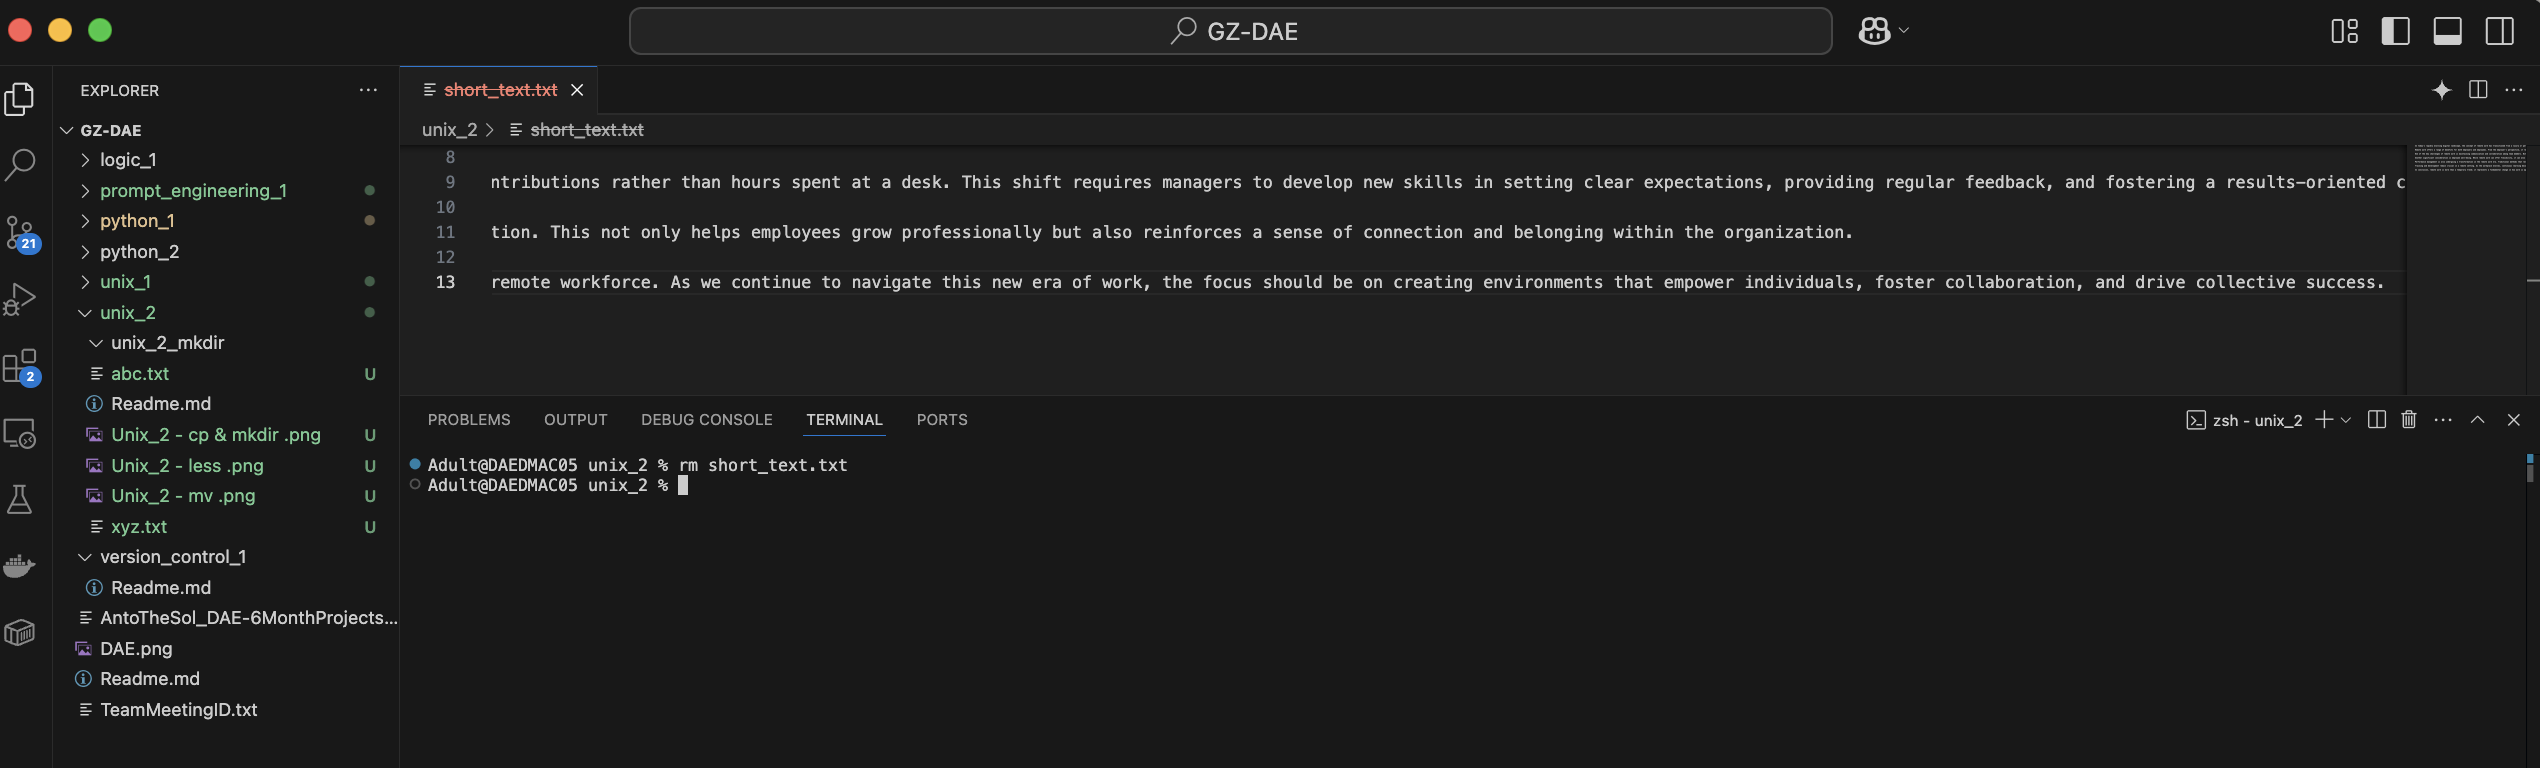 GZ-DAE
EXPLORER
GZ-DAE
logic_1
prompt_engineering_1
python_1
python_2
unix_1
unix_2
unix_2_mkdir
abc.txt U
Readme.md
Unix_2 - cp & mkdir .png U
Unix_2 - less .png U
Unix_2 - mv .png U
xyz.txt U
version_control_1
Readme.md
AntoTheSol_DAE-6MonthProjects...
DAE.png
Readme.md
TeamMeetingID.txt
21
2
short_text.txt
unix_2 > short_text.txt
8
9 ntributions rather than hours spent at a desk. This shift requires managers to develop new skills in setting clear expectations, providing regular feedback, and fostering a results-oriented c
10
11 tion. This not only helps employees grow professionally but also reinforces a sense of connection and belonging within the organization.
12
13 remote workforce. As we continue to navigate this new era of work, the focus should be on creating environments that empower individuals, foster collaboration, and drive collective success.
PROBLEMS OUTPUT DEBUG CONSOLE TERMINAL PORTS
zsh - unix_2
Adult@DAEDMAC05 unix_2 % rm short_text.txt
Adult@DAEDMAC05 unix_2 %